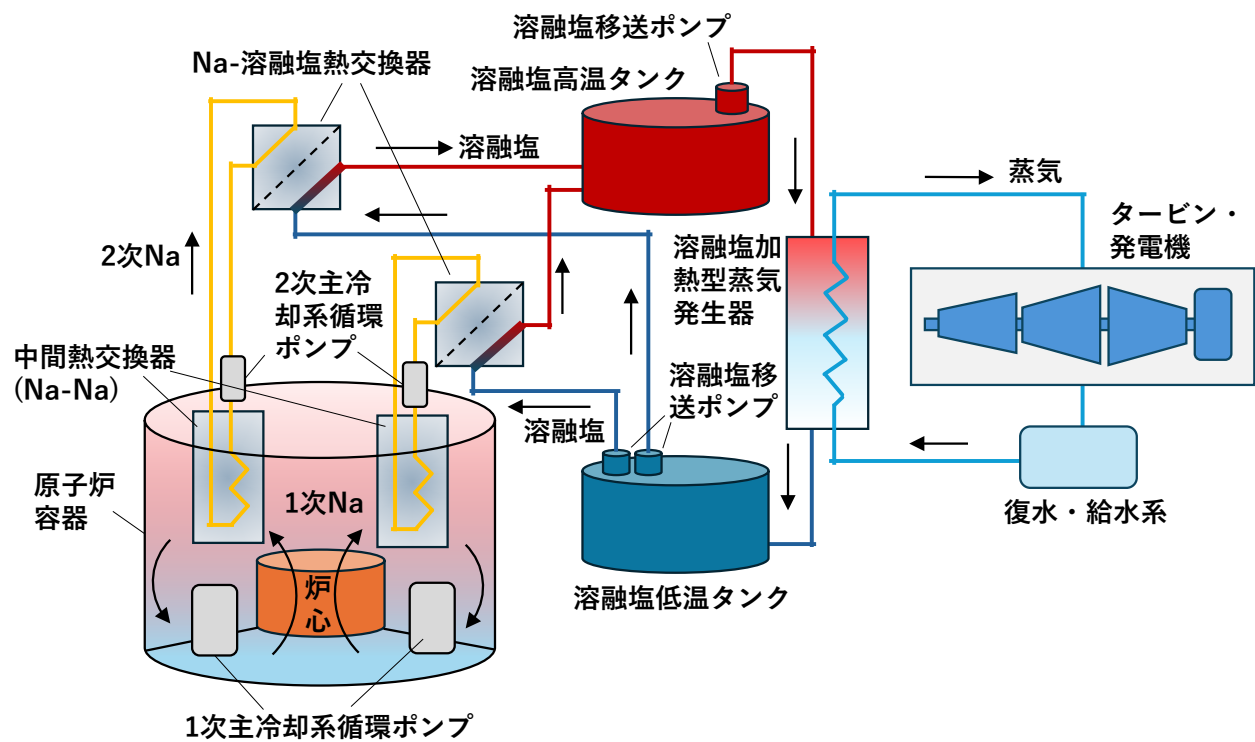 溶融塩移送ポンプ
Na-溶融塩熱交換器
溶融塩高温タンク
溶融塩
蒸気
タービン・
発電機
2次Na
2次主冷
却系循環
ポンプ
溶融塩加
熱型蒸気
発生器
中間熱交換器
(Na-Na)
溶融塩移
送ポンプ
溶融塩
原子炉
容器
1次Na
復水・給水系
炉
心
溶融塩低温タンク
1次主冷却系循環ポンプ